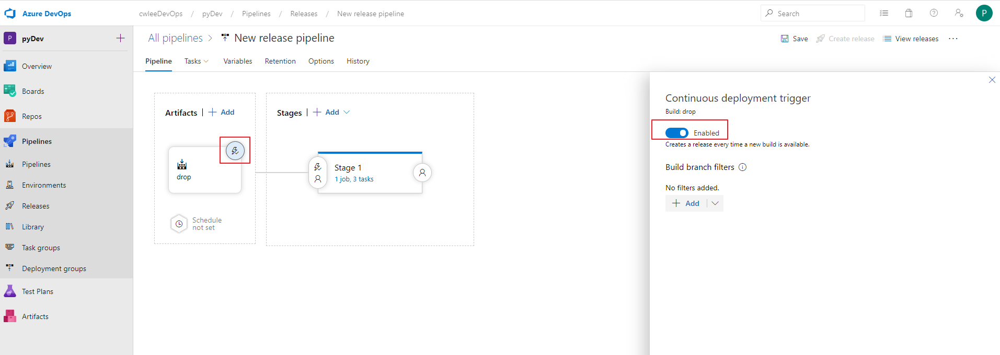 Azure DevOps
cwleeDevOps / pyDev / Pipelines / Releases / New release pipeline
Search
P
P pyDev
Overview
Boards
Repos
Pipelines
Pipelines
Environments
Releases
Library
Task groups
Deployment groups
Test Plans
Artifacts
All pipelines > New release pipeline
Save
Create release
View releases
...
Pipeline Tasks Variables Retention Options History
Artifacts | + Add
drop
Schedule
not set
Stages | + Add
Stage 1
1 job, 3 tasks
Continuous deployment trigger
Build: drop
Enabled
Creates a release every time a new build is available.
Build branch filters
No filters added.
+ Add